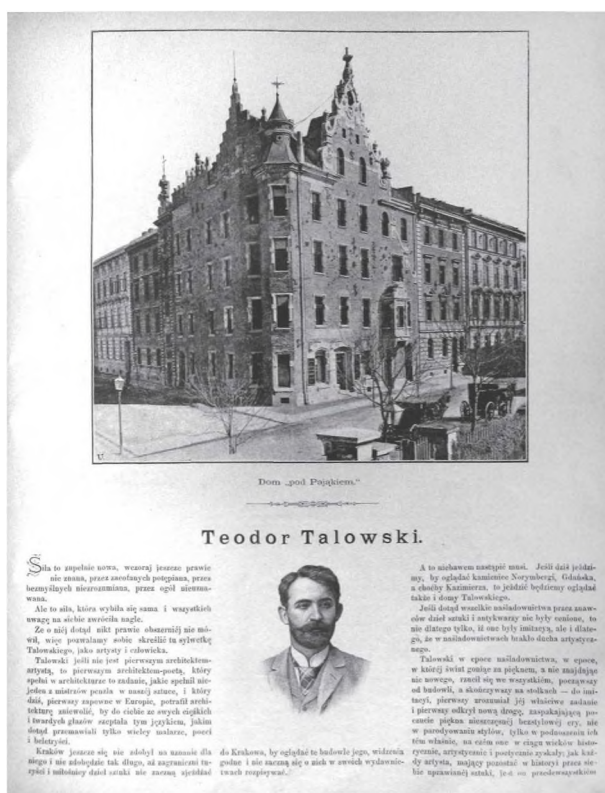 Dom „pod Pająkiem."
Teodor Talowski.
Siła to zupełnie nowa, wczoraj jeszcze prawie
nie znana, przez zacofanych potępiana, przez
bezmyślnych niezrozumiana, przez ogół nieuzna-
wana.
Ale to siła, która wybiła się sama i wszystkich
uwagę na siebie zwróciła nagle.
Że o niéj dotąd nikt prawie obszerniéj nie mó-
wił, więc pozwalamy sobie skreślić tu sylwetkę
Talowskiego, jako artysty i człowieka.
Talowski jeśli nie jest pierwszym architektem-
artystą, to pierwszym architektem-poetą, który
spełni w architekturze to zadanie, jakie spełnił nie-
jeden z mistrzów penzla w naszéj sztuce, i który
dziś, pierwszy zapewne w Europie, potrafił archi-
tekturę zniewolić, by do ciebie ze swych ciężkich
i twardych głazów szeptała tym językiem, jakim
dotąd przemawiali tylko wielcy malarze, poeci
i beletryści.
Kraków jeszcze się nie zdobył na uznanie dla
niego i nie zdobędzie tak długo, aż zagraniczni tu-
ryści i miłośnicy dzieł sztuki nie zaczną zjeżdżać
do Krakowa, by oglądać te budowle jego, widzenia
godne i nie zaczną się o nich w swoich wydawnic-
twach rozpisywać.
A to niebawem nastąpić musi. Jeśli dziś jeździ-
my, by oglądać kamienice Norymbergi, Gdańska,
a choćby Kazimierza, to jeździć będziemy oglądać
także i domy Talowskiego.
Jeśli dotąd wszelkie naśladownictwa przez znaw-
ców dzieł sztuki i antykwarzy nie były cenione, to
nie dlatego tylko, iż one były imitacyą, ale i dlate-
go, że w naśladownictwach brakło ducha artystycz-
nego.
Talowski w epoce naśladownictwa, w epoce,
w któréj świat goniąc za pięknem, a nie znajdując
nic nowego, rzucił się we wszystkiém, począwszy
od budowli, a skończywszy na stołkach — do imi-
tacyi, pierwszy zrozumiał jéj właściwe zadanie
i pierwszy odkrył nową drogę, zaspakajającą po-
czucie piękna nieszczęsnéj bezstylowej ery, nie
w parodyowaniu stylów, tylko w podnoszeniu ich
tém właśnie, na czém one w ciągu wieków histo-
rycznie, artystycznie i poetycznie zyskały; jak każ-
dy artysta, mający pozostać w historyi przez sie-
bie uprawianéj sztuki, jest on przedewszystkiém